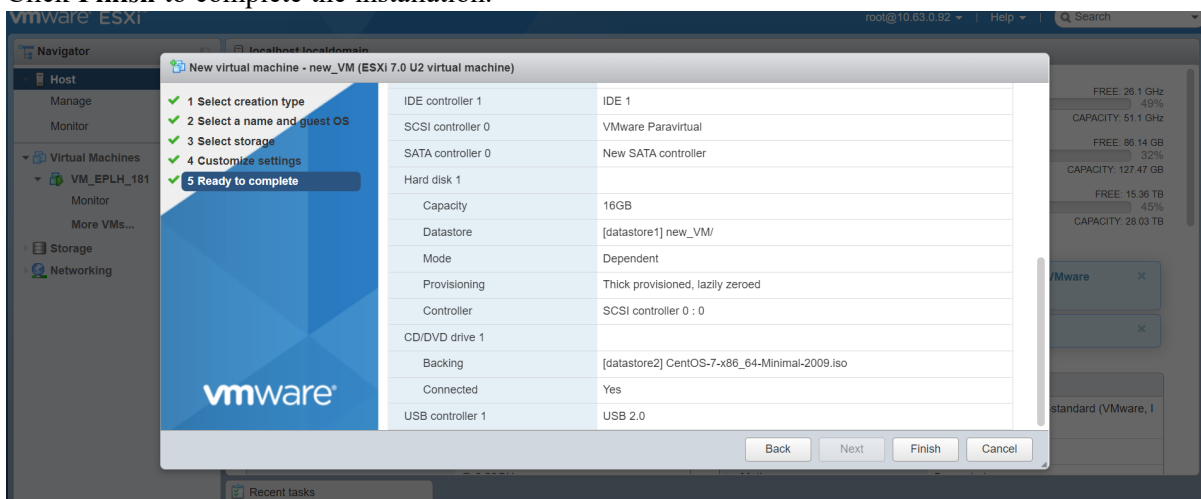 Click Finish to complete the installation.
vmware ESXi
root@10.63.0.92 | Help | Search
Navigator
localhost.localdomain
Host
Manage
Monitor
Virtual Machines
VM_EPLH_181
Monitor
More VMs...
Storage
Networking
New virtual machine - new_VM (ESXi 7.0 U2 virtual machine)
1 Select creation type
2 Select a name and guest OS
3 Select storage
4 Customize settings
5 Ready to complete
vmware
IDE controller 1 IDE 1
SCSI controller 0 VMware Paravirtual
SATA controller 0 New SATA controller
Hard disk 1
Capacity 16GB
Datastore [datastore1] new_VM/
Mode Dependent
Provisioning Thick provisioned, lazily zeroed
Controller SCSI controller 0 : 0
CD/DVD drive 1
Backing [datastore2] CentOS-7-x86_64-Minimal-2009.iso
Connected Yes
USB controller 1 USB 2.0
Back Next Finish Cancel
FREE: 26.1 GHz
49%
CAPACITY: 51.1 GHz
FREE: 86.14 GB
32%
CAPACITY: 127.47 GB
FREE: 15.36 TB
45%
CAPACITY: 28.03 TB
VMware
standard (VMware, I
Recent tasks